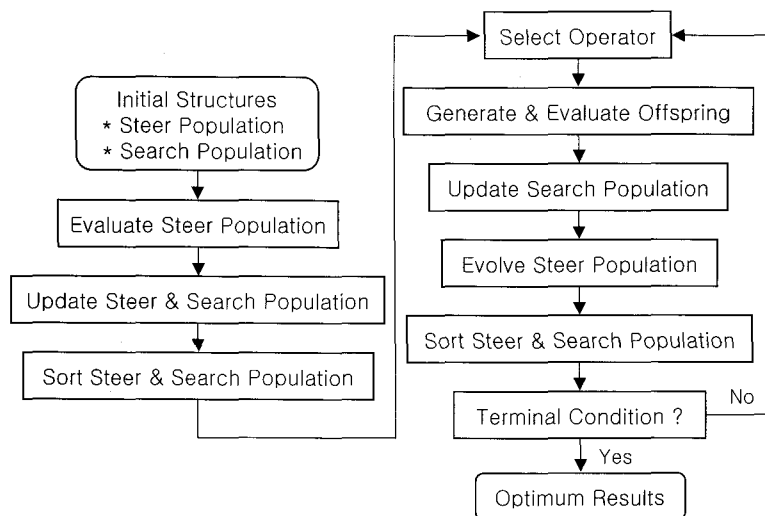 Initial Structures
* Steer Population
* Search Population
Evaluate Steer Population
Update Steer & Search Population
Sort Steer & Search Population
Select Operator
Generate & Evaluate Offspring
Update Search Population
Evolve Steer Population
Sort Steer & Search Population
Terminal Condition ?
No
Yes
Optimum Results